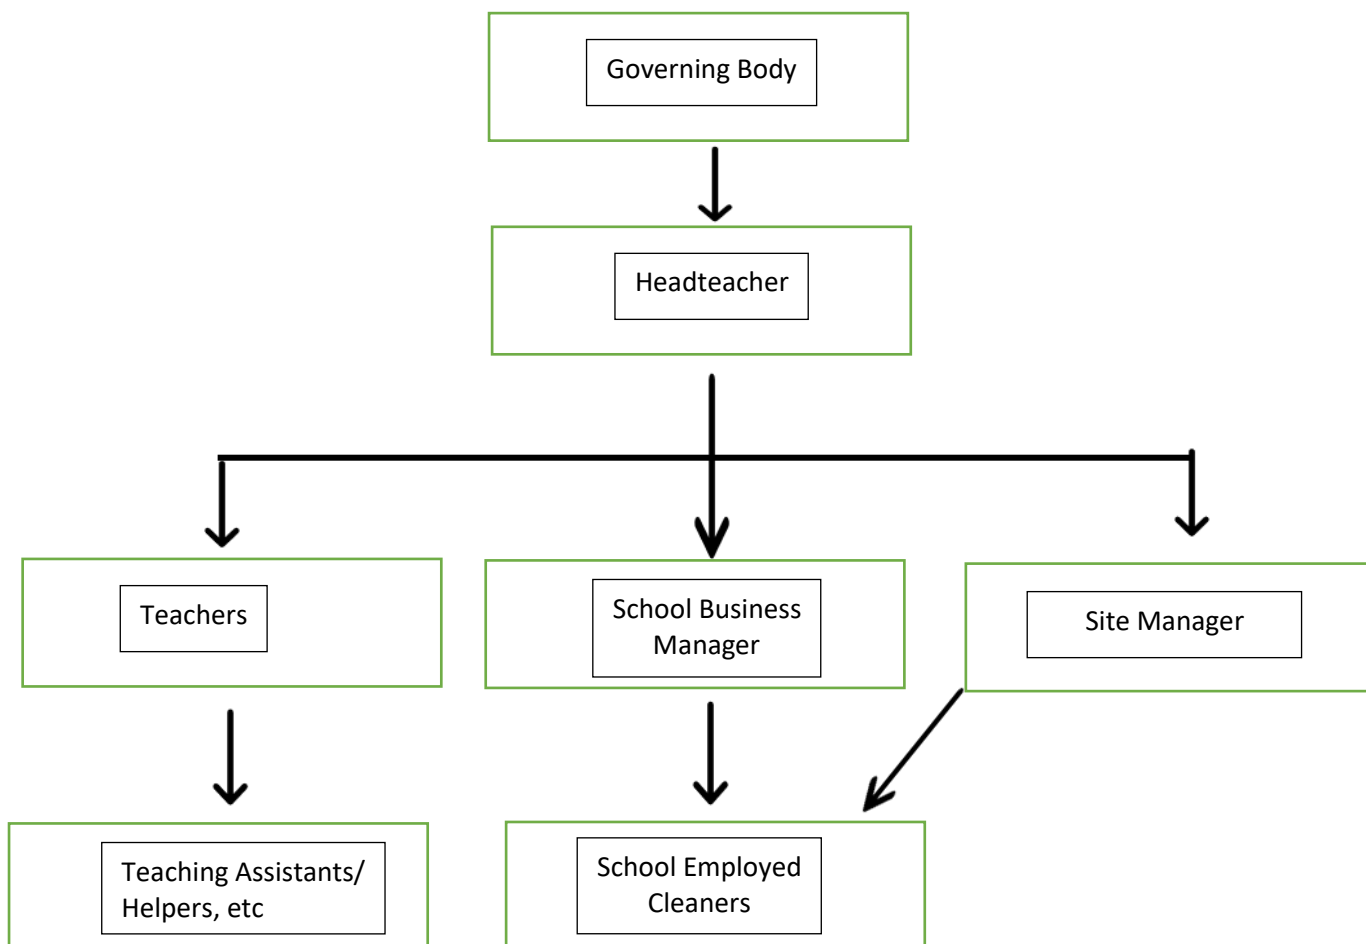 Governing Body
Headteacher
Teachers
School Business
Manager
Site Manager
Teaching Assistants/
Helpers, etc
School Employed
Cleaners